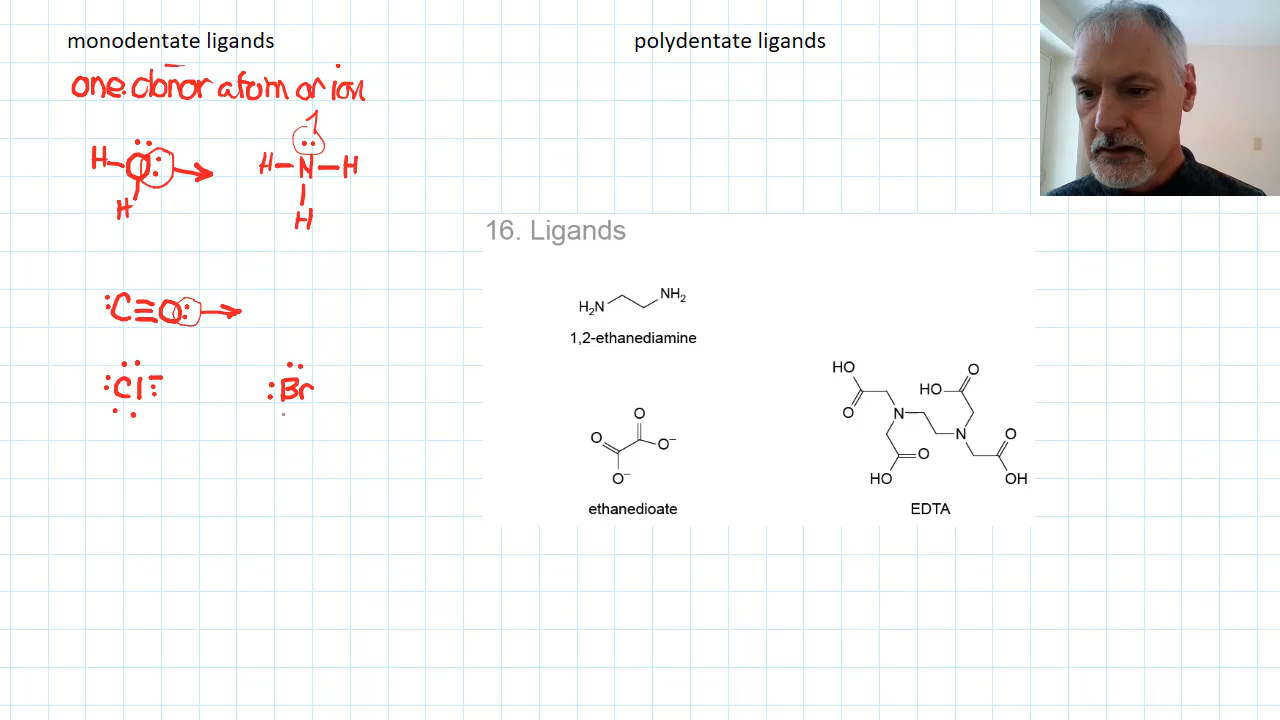 monodentate ligands
one donor atom or ion
H O
H
H N H
H
C≡O
Cl⁻ Br
polydentate ligands
16. Ligands
H₂N NH₂
1,2-ethanediamine
O
O O⁻
O⁻
ethanedioate
HO O
HO
O N
N O
O
HO OH
EDTA